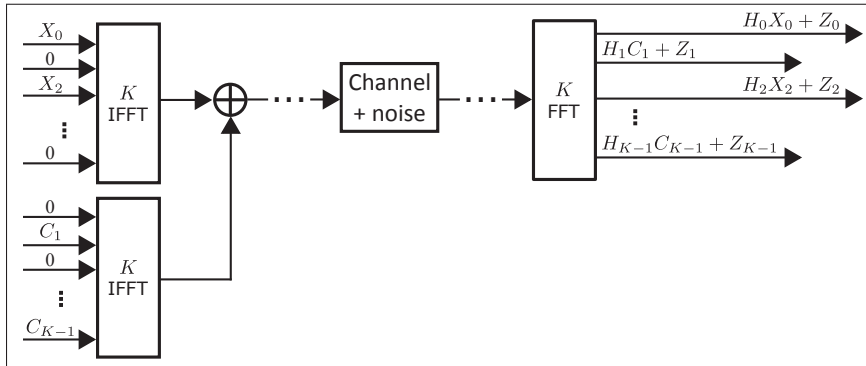 X_0
0
X_2
...
0
K
IFFT
0
C_1
0
...
C_{K-1}
K
IFFT
...
Channel
+ noise
...
K
FFT
H_0X_0 + Z_0
H_1C_1 + Z_1
H_2X_2 + Z_2
...
H_{K-1}C_{K-1} + Z_{K-1}